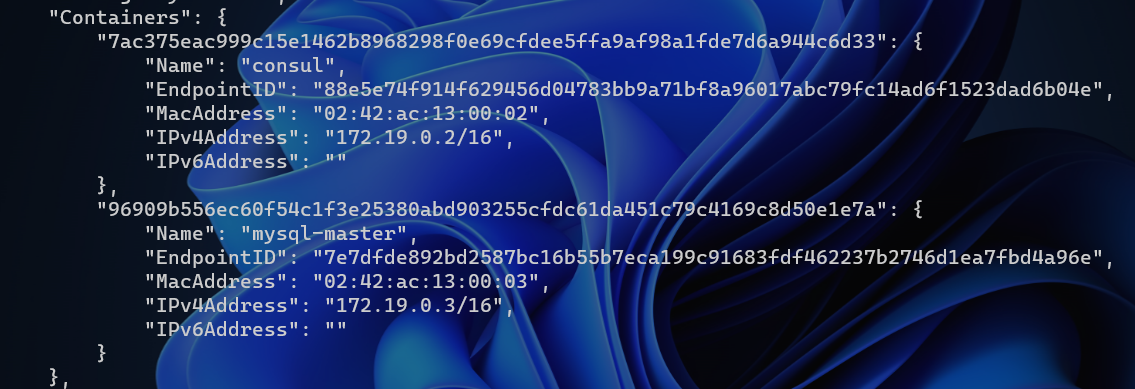 "Containers": {
"7ac375eac999c15e1462b8968298f0e69cfdee5ffa9af98a1fde7d6a944c6d33": {
"Name": "consul",
"EndpointID": "88e5e74f914f629456d04783bb9a71bf8a96017abc79fc14ad6f1523dad6b04e",
"MacAddress": "02:42:ac:13:00:02",
"IPv4Address": "172.19.0.2/16",
"IPv6Address": ""
},
"96909b556ec60f54c1f3e25380abd903255cfdc61da451c79c4169c8d50e1e7a": {
"Name": "mysql-master",
"EndpointID": "7e7dfde892bd2587bc16b55b7eca199c91683fdf462237b2746d1ea7fbd4a96e",
"MacAddress": "02:42:ac:13:00:03",
"IPv4Address": "172.19.0.3/16",
"IPv6Address": ""
}
},